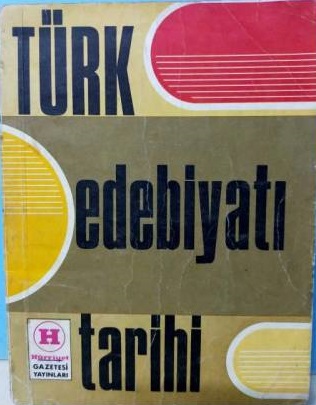 TÜRK
edebiyatı
tarihi
H
Hürriyet
GAZETESİ
YAYINLARI